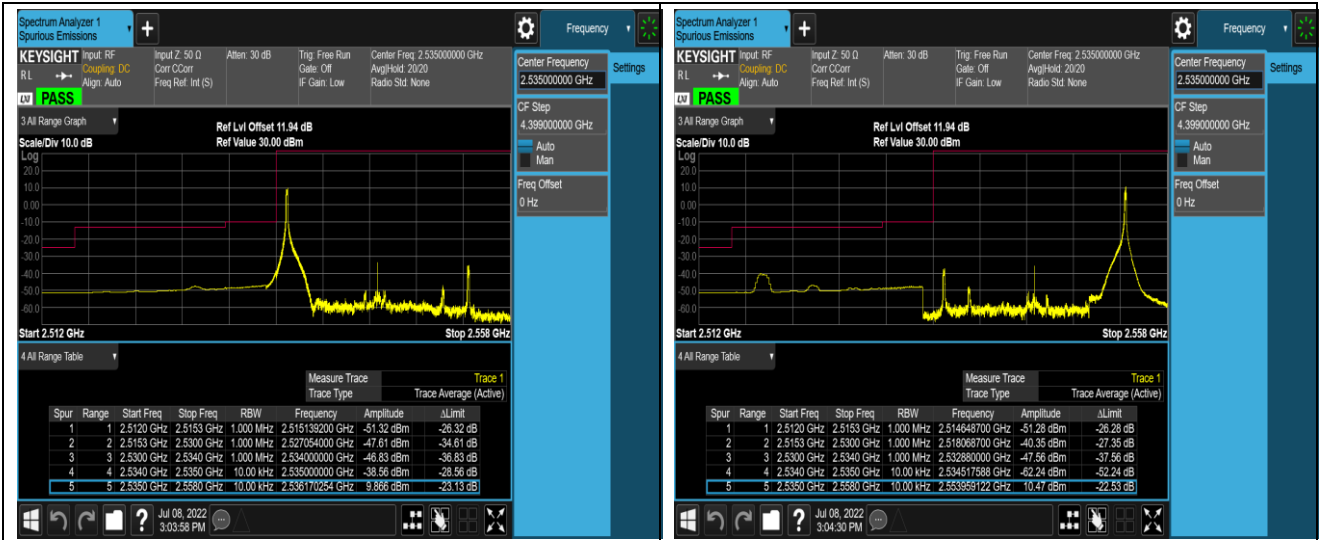 Spectrum Analyzer 1
Spurious Emissions
+
Frequency
KEYSIGHT Input: RF Input Z: 50 Ω Atten: 30 dB Trig: Free Run Center Freq: 2.535000000 GHz
Coupling: DC Corr CCorr Gate: Off Avg|Hold: 20/20
RL Align: Auto Freq Ref: Int (S) IF Gain: Low Radio Std: None
LXI PASS
3 All Range Graph
Ref Lvl Offset 11.94 dB
Scale/Div 10.0 dB Ref Value 30.00 dBm
Log
20.0
10.0
0.00
-10.0
-20.0
-30.0
-40.0
-50.0
-60.0
Start 2.512 GHz Stop 2.558 GHz
4 All Range Table
Measure Trace Trace 1
Trace Type Trace Average (Active)
Spur Range Start Freq Stop Freq RBW Frequency Amplitude ΔLimit
1 1 2.5120 GHz 2.5153 GHz 1.000 MHz 2.515139200 GHz -51.32 dBm -26.32 dB
2 2 2.5153 GHz 2.5300 GHz 1.000 MHz 2.527054000 GHz -47.61 dBm -34.61 dB
3 3 2.5300 GHz 2.5340 GHz 1.000 MHz 2.534000000 GHz -46.83 dBm -36.83 dB
4 4 2.5340 GHz 2.5350 GHz 10.00 kHz 2.535000000 GHz -38.56 dBm -28.56 dB
5 5 2.5350 GHz 2.5580 GHz 10.00 kHz 2.536170254 GHz 9.866 dBm -23.13 dB
?
Jul 08, 2022
3:03:58 PM
Center Frequency
2.535000000 GHz
Settings
CF Step
4.399000000 GHz
Auto
Man
Freq Offset
0 Hz
Spectrum Analyzer 1
Spurious Emissions
+
Frequency
KEYSIGHT Input: RF Input Z: 50 Ω Atten: 30 dB Trig: Free Run Center Freq: 2.535000000 GHz
Coupling: DC Corr CCorr Gate: Off Avg|Hold: 20/20
RL Align: Auto Freq Ref: Int (S) IF Gain: Low Radio Std: None
LXI PASS
3 All Range Graph
Ref Lvl Offset 11.94 dB
Scale/Div 10.0 dB Ref Value 30.00 dBm
Log
20.0
10.0
0.00
-10.0
-20.0
-30.0
-40.0
-50.0
-60.0
Start 2.512 GHz Stop 2.558 GHz
4 All Range Table
Measure Trace Trace 1
Trace Type Trace Average (Active)
Spur Range Start Freq Stop Freq RBW Frequency Amplitude ΔLimit
1 1 2.5120 GHz 2.5153 GHz 1.000 MHz 2.514648700 GHz -51.28 dBm -26.28 dB
2 2 2.5153 GHz 2.5300 GHz 1.000 MHz 2.518068700 GHz -40.35 dBm -27.35 dB
3 3 2.5300 GHz 2.5340 GHz 1.000 MHz 2.532880000 GHz -47.56 dBm -37.56 dB
4 4 2.5340 GHz 2.5350 GHz 10.00 kHz 2.534517588 GHz -62.24 dBm -52.24 dB
5 5 2.5350 GHz 2.5580 GHz 10.00 kHz 2.553959122 GHz 10.47 dBm -22.53 dB
?
Jul 08, 2022
3:04:30 PM
Center Frequency
2.535000000 GHz
Settings
CF Step
4.399000000 GHz
Auto
Man
Freq Offset
0 Hz